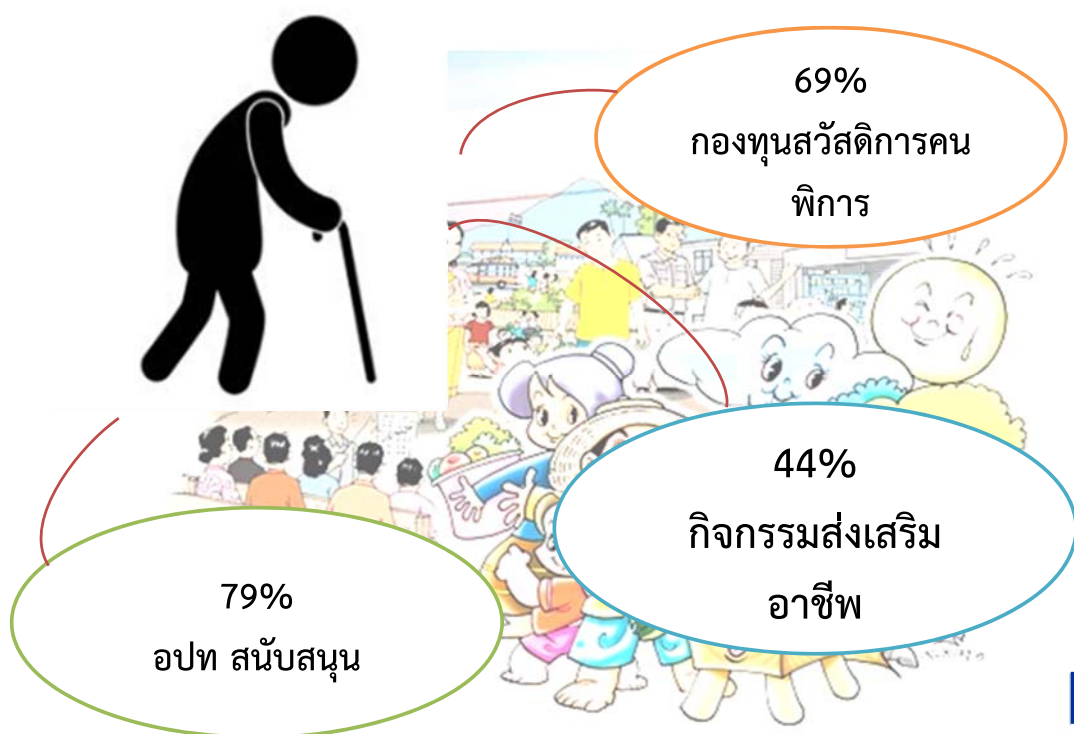 69%
กองทุนสวัสดิการคน
พิการ
44%
กิจกรรมส่งเสริม
อาชีพ
79%
อปท สนับสนุน